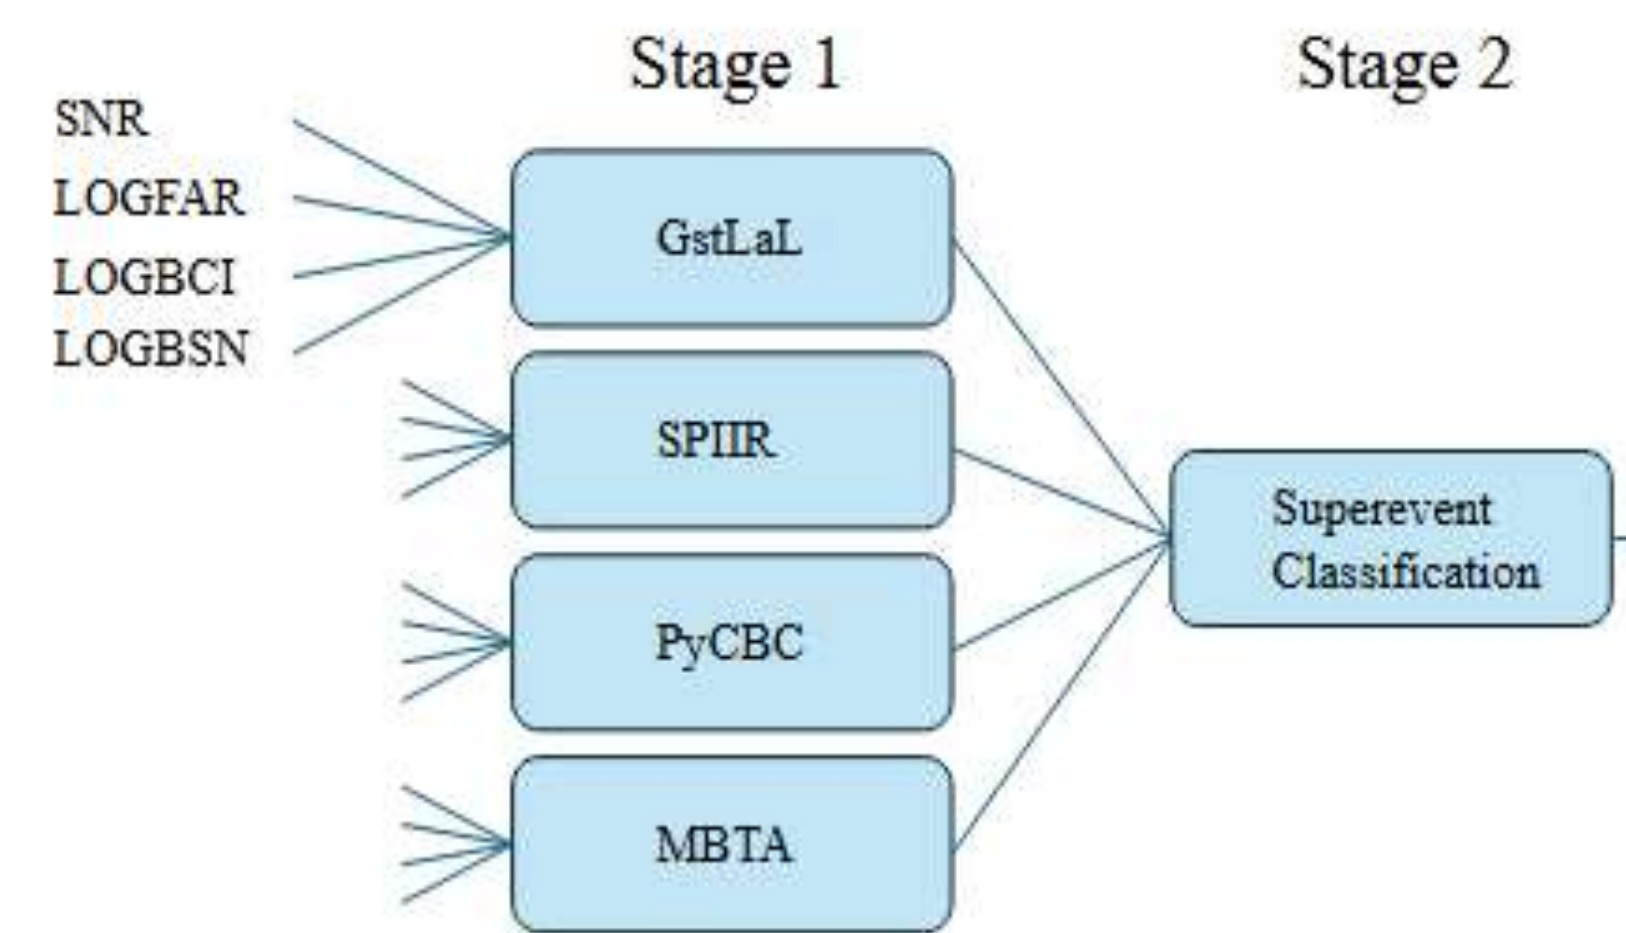 Stage 1
Stage 2
SNR
LOGFAR
LOGBCI
LOGBSN
GstLaL
SPIIR
PyCBC
MBTA
Superevent
Classification